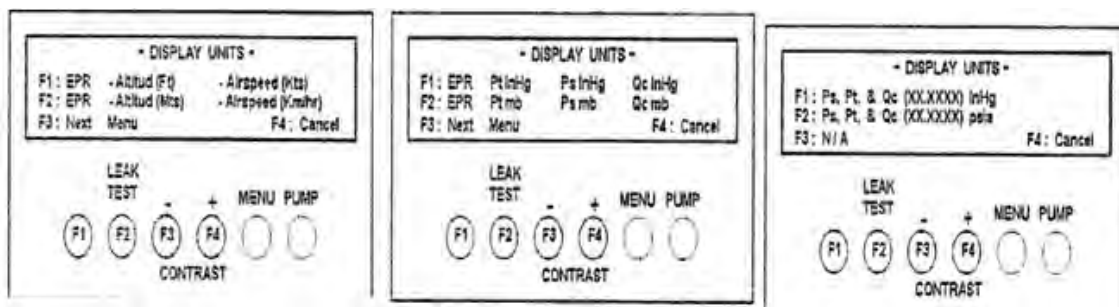 - DISPLAY UNITS -
F1: EPR -Altitud (Ft) -Airspeed (Kts)
F2: EPR -Altitud (Mts) -Airspeed (Km/hr)
F3: Next Menu F4: Cancel
LEAK
TEST - + MENU PUMP
F1 F2 F3 F4
CONTRAST
- DISPLAY UNITS -
F1: EPR Pt InHg Ps InHg Qc InHg
F2: EPR Pt mb Ps mb Qc mb
F3: Next Menu F4: Cancel
LEAK
TEST - + MENU PUMP
F1 F2 F3 F4
CONTRAST
- DISPLAY UNITS -
F1: Ps, Pt, & Qc (XX.XXXX) InHg
F2: Ps, Pt, & Qc (XX.XXXX) psia
F3: N/A F4: Cancel
LEAK
TEST - + MENU PUMP
F1 F2 F3 F4
CONTRAST